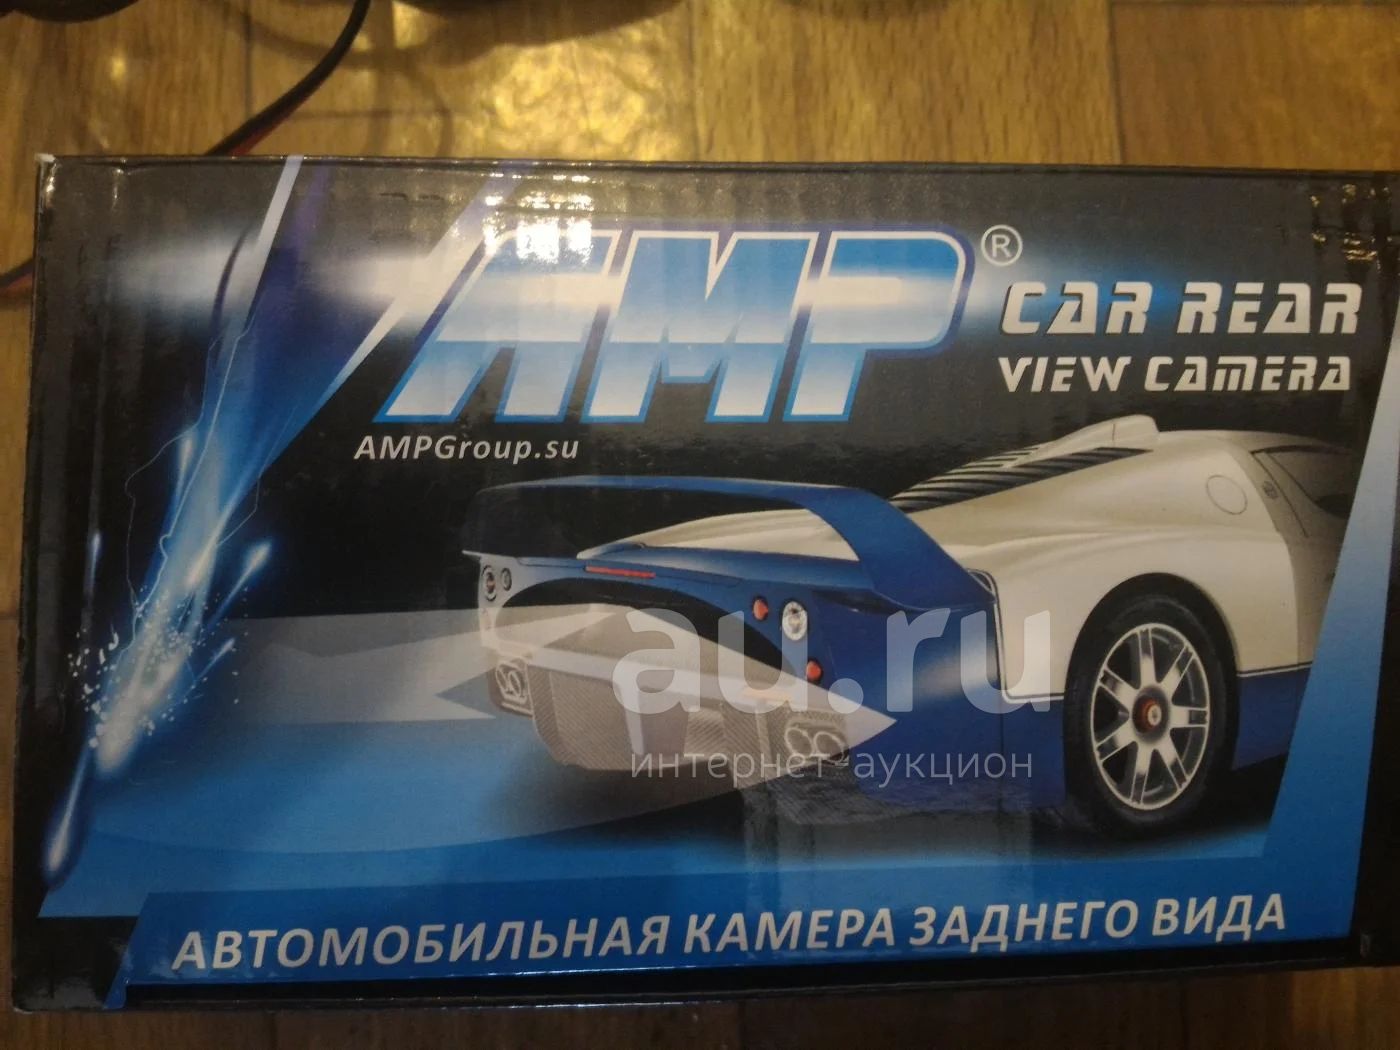 AMP®
CAR REAR
VIEW CAMERA
AMPGroup.su
au.ru
интернет-аукцион
АВТОМОБИЛЬНАЯ КАМЕРА ЗАДНЕГО ВИДА